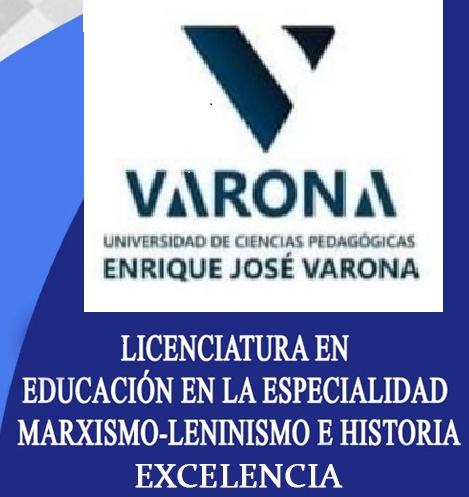 VARONA
UNIVERSIDAD DE CIENCIAS PEDAGÓGICAS
ENRIQUE JOSÉ VARONA
LICENCIATURA EN
EDUCACIÓN EN LA ESPECIALIDAD
MARXISMO-LENINISMO E HISTORIA
EXCELENCIA